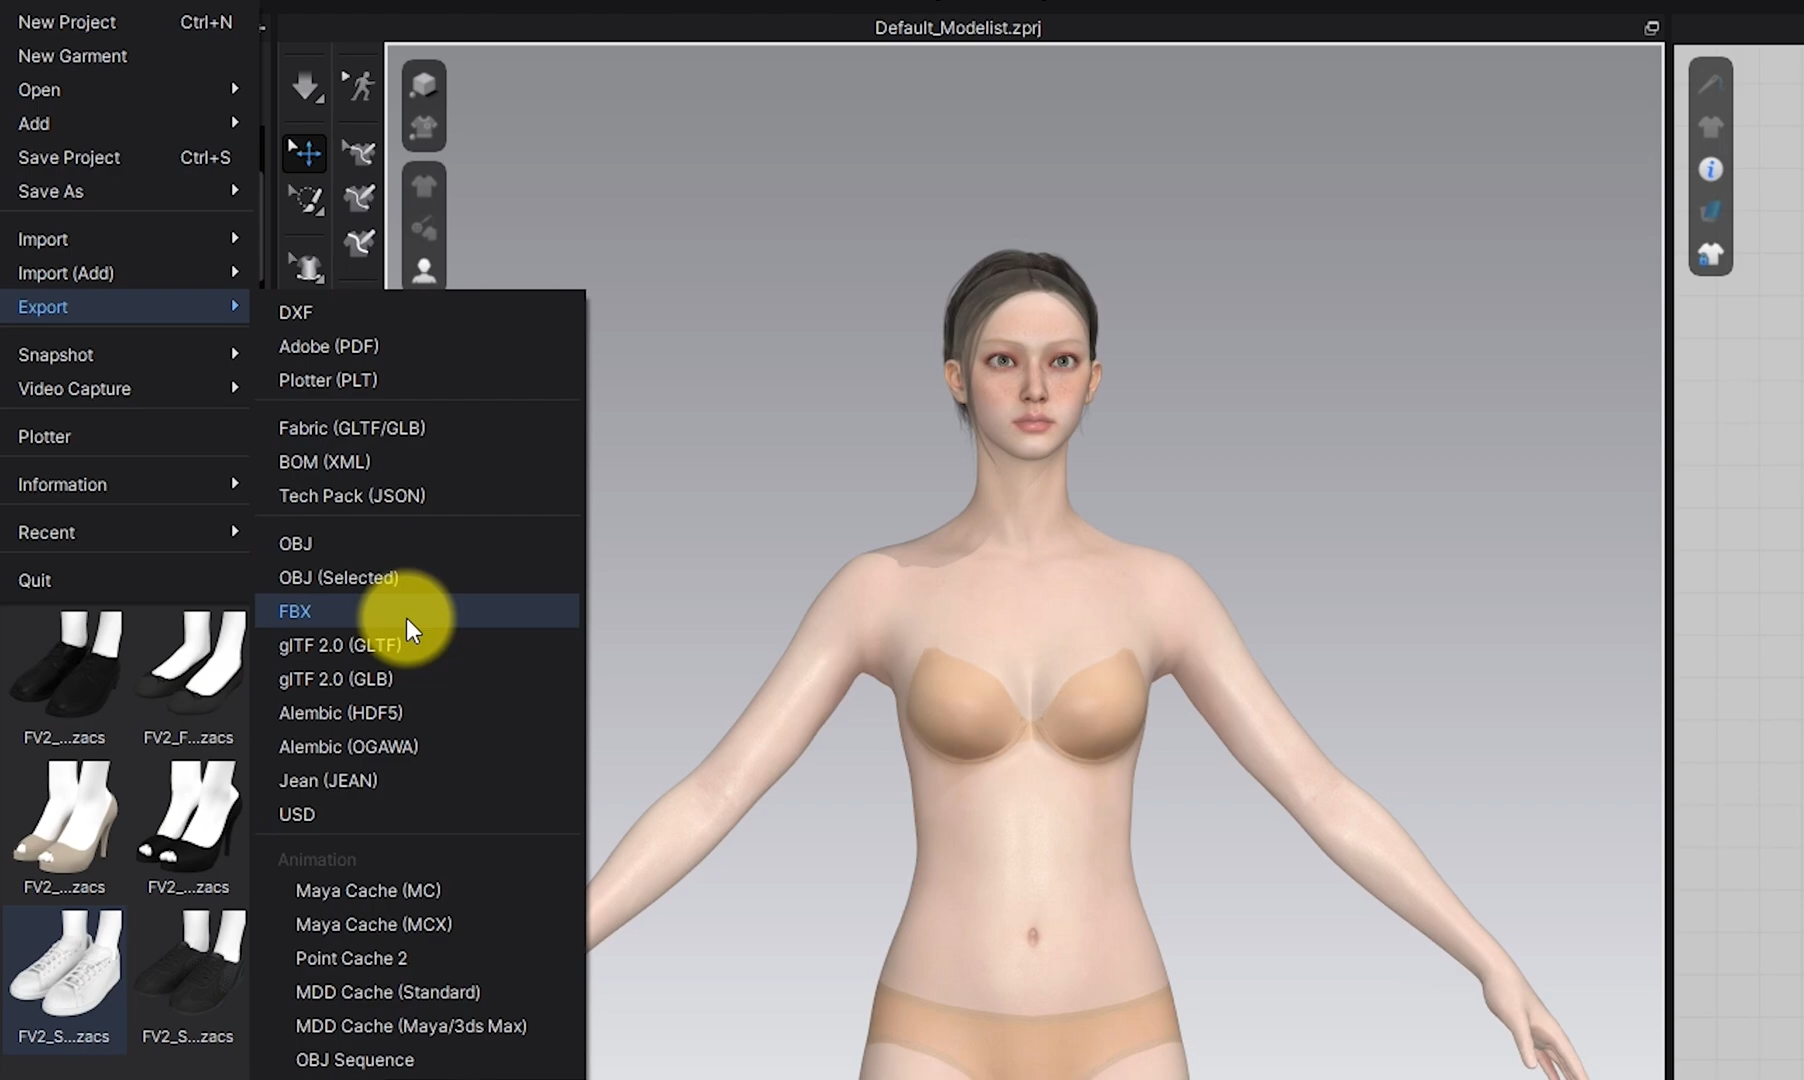 Default_Modelist.zprj
New Project Ctrl+N
New Garment
Open
Add
Save Project Ctrl+S
Save As
Import
Import (Add)
Export
Snapshot
Video Capture
Plotter
Information
Recent
Quit
DXF
Adobe (PDF)
Plotter (PLT)
Fabric (GLTF/GLB)
BOM (XML)
Tech Pack (JSON)
OBJ
OBJ (Selected)
FBX
glTF 2.0 (GLTF)
glTF 2.0 (GLB)
Alembic (HDF5)
Alembic (OGAWA)
Jean (JEAN)
USD
Animation
Maya Cache (MC)
Maya Cache (MCX)
Point Cache 2
MDD Cache (Standard)
MDD Cache (Maya/3ds Max)
OBJ Sequence
FV2_...zacs FV2_F...zacs
FV2_...zacs FV2_...zacs
FV2_S...zacs FV2_S...zacs